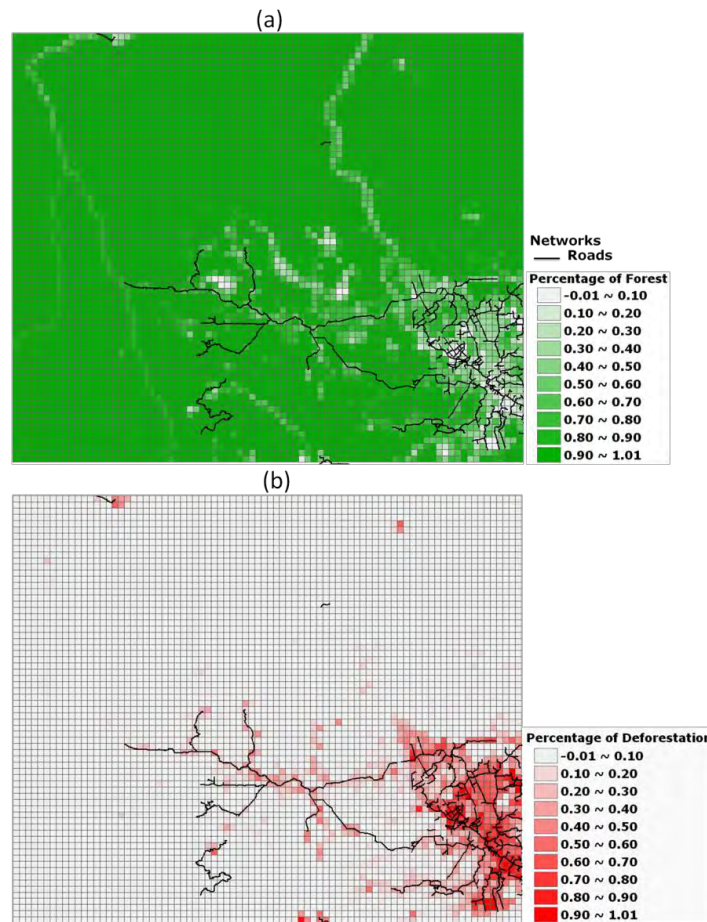 (a)
Networks
Roads
Percentage of Forest
-0.01 ~ 0.10
0.10 ~ 0.20
0.20 ~ 0.30
0.30 ~ 0.40
0.40 ~ 0.50
0.50 ~ 0.60
0.60 ~ 0.70
0.70 ~ 0.80
0.80 ~ 0.90
0.90 ~ 1.01
(b)
Percentage of Deforestation
-0.01 ~ 0.10
0.10 ~ 0.20
0.20 ~ 0.30
0.30 ~ 0.40
0.40 ~ 0.50
0.50 ~ 0.60
0.60 ~ 0.70
0.70 ~ 0.80
0.80 ~ 0.90
0.90 ~ 1.01